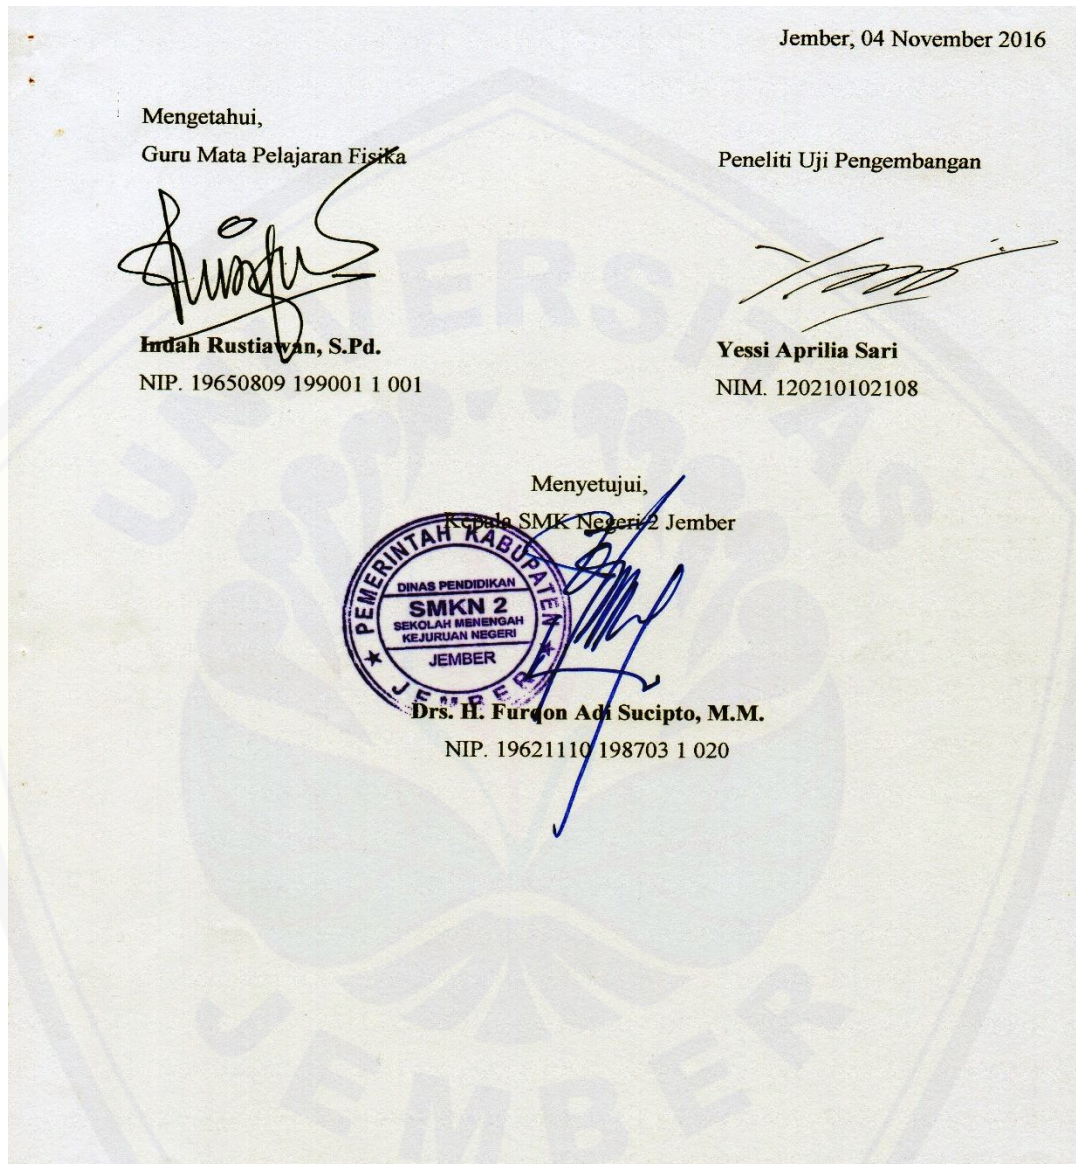 Jember, 04 November 2016
Mengetahui,
Guru Mata Pelajaran Fisika
Peneliti Uji Pengembangan
Indah Rustiawan, S.Pd.
NIP. 19650809 199001 1 001
Yessi Aprilia Sari
NIM. 120210102108
Menyetujui,
Kepala SMK Negeri 2 Jember
PEMERINTAH KABUPATEN
DINAS PENDIDIKAN
SMKN 2
SEKOLAH MENENGAH
KEJURUAN NEGERI
JEMBER
JEMBER
Drs. H. Furqon Adi Sucipto, M.M.
NIP. 19621110 198703 1 020
UNIVERSITAS
JEMBER